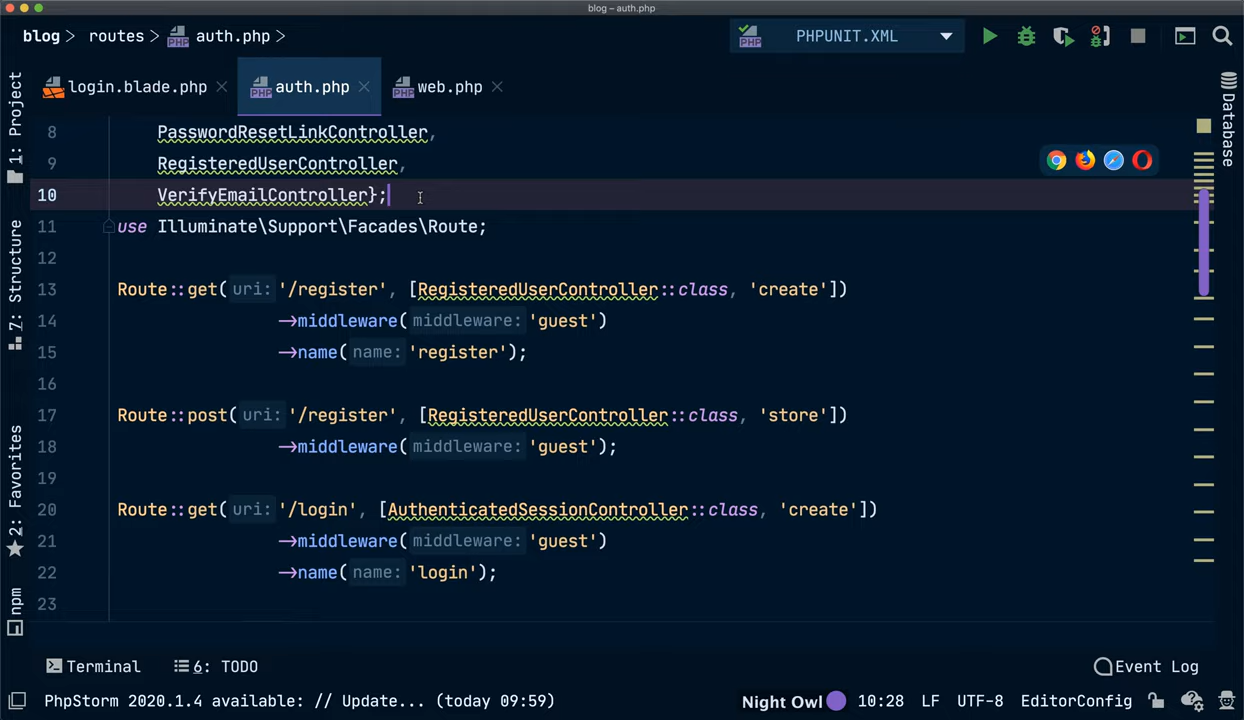 blog – auth.php
blog > routes > PHP auth.php > PHP PHPUNIT.XML
login.blade.php PHP auth.php PHP web.php
1: Project
7: Structure
2: Favorites
npm
Database
8 PasswordResetLinkController,
9 RegisteredUserController,
10 VerifyEmailController};
11 use Illuminate\Support\Facades\Route;
12
13 Route::get( uri: '/register', [RegisteredUserController::class, 'create'])
14 →middleware( middleware: 'guest')
15 →name( name: 'register');
16
17 Route::post( uri: '/register', [RegisteredUserController::class, 'store'])
18 →middleware( middleware: 'guest');
19
20 Route::get( uri: '/login', [AuthenticatedSessionController::class, 'create'])
21 →middleware( middleware: 'guest')
22 →name( name: 'login');
23
Terminal 6: TODO Event Log
PhpStorm 2020.1.4 available: // Update... (today 09:59) Night Owl 10:28 LF UTF-8 EditorConfig